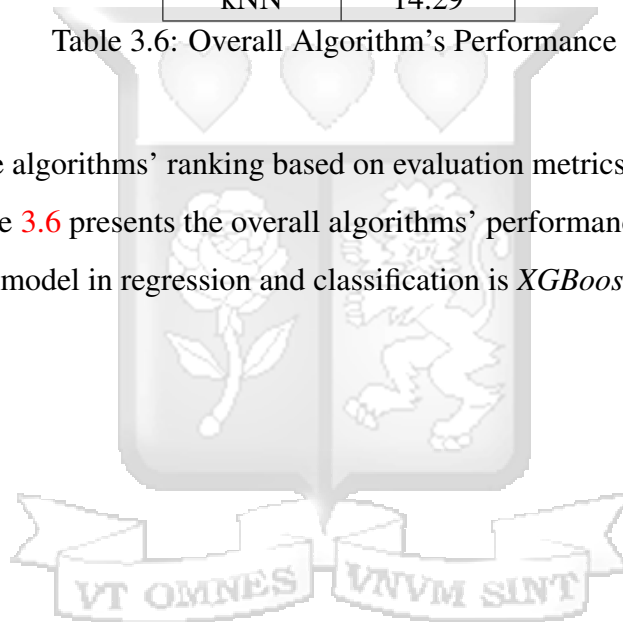 kNN 14.29
Table 3.6: Overall Algorithm's Performance
algorithms' ranking based on evaluation metrics
3.6 presents the overall algorithms' performan
model in regression and classification is XGBoos
VT OMNES VNVM SINT